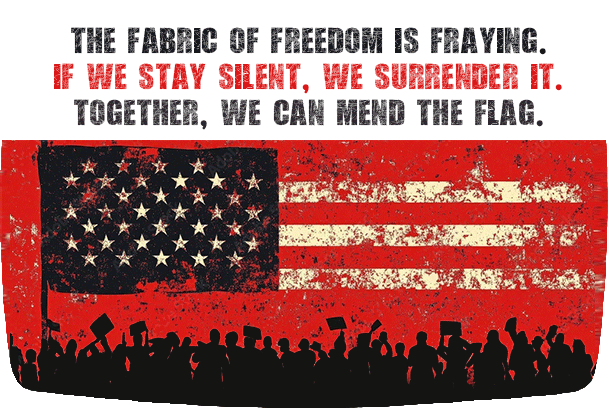 THE FABRIC OF FREEDOM IS FRAYING.
IF WE STAY SILENT, WE SURRENDER IT.
TOGETHER, WE CAN MEND THE FLAG.